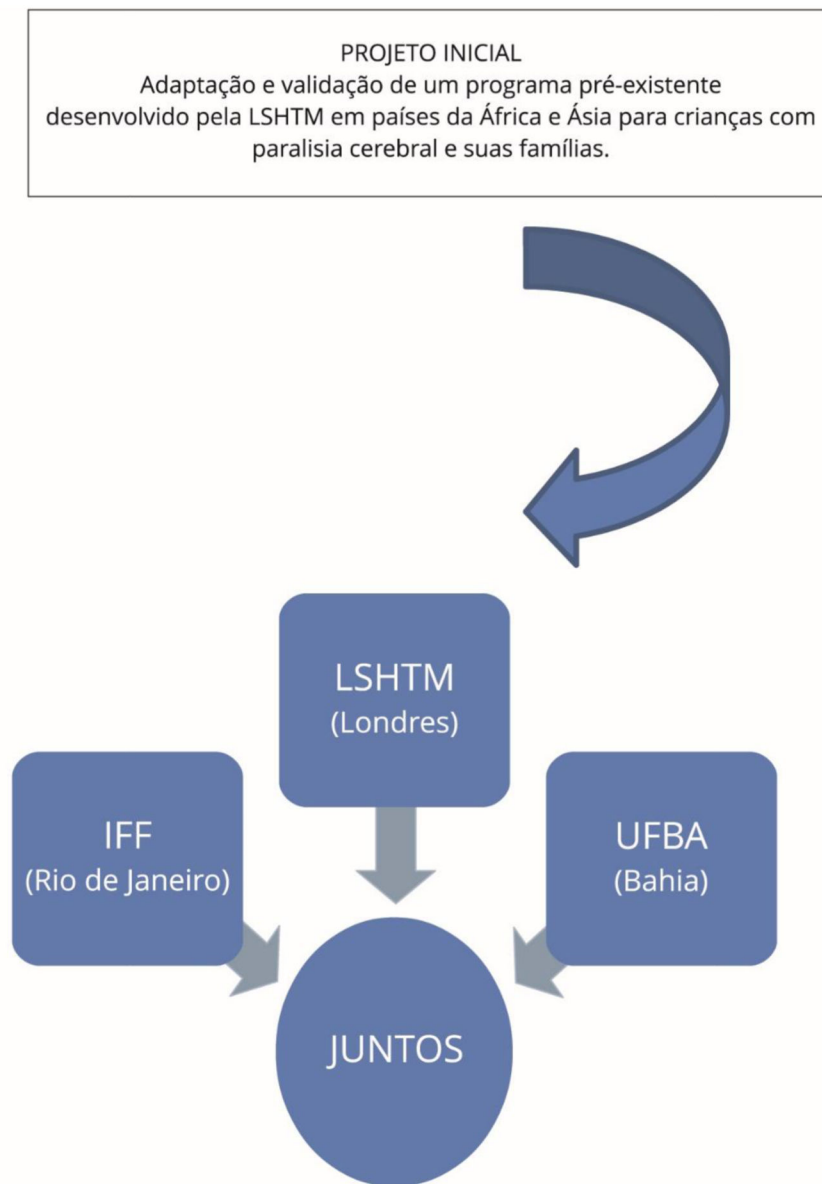 PROJETO INICIAL
Adaptação e validação de um programa pré-existente
desenvolvido pela LSHTM em países da África e Ásia para crianças com
paralisia cerebral e suas famílias.
LSHTM
(Londres)
IFF
(Rio de Janeiro)
UFBA
(Bahia)
JUNTOS